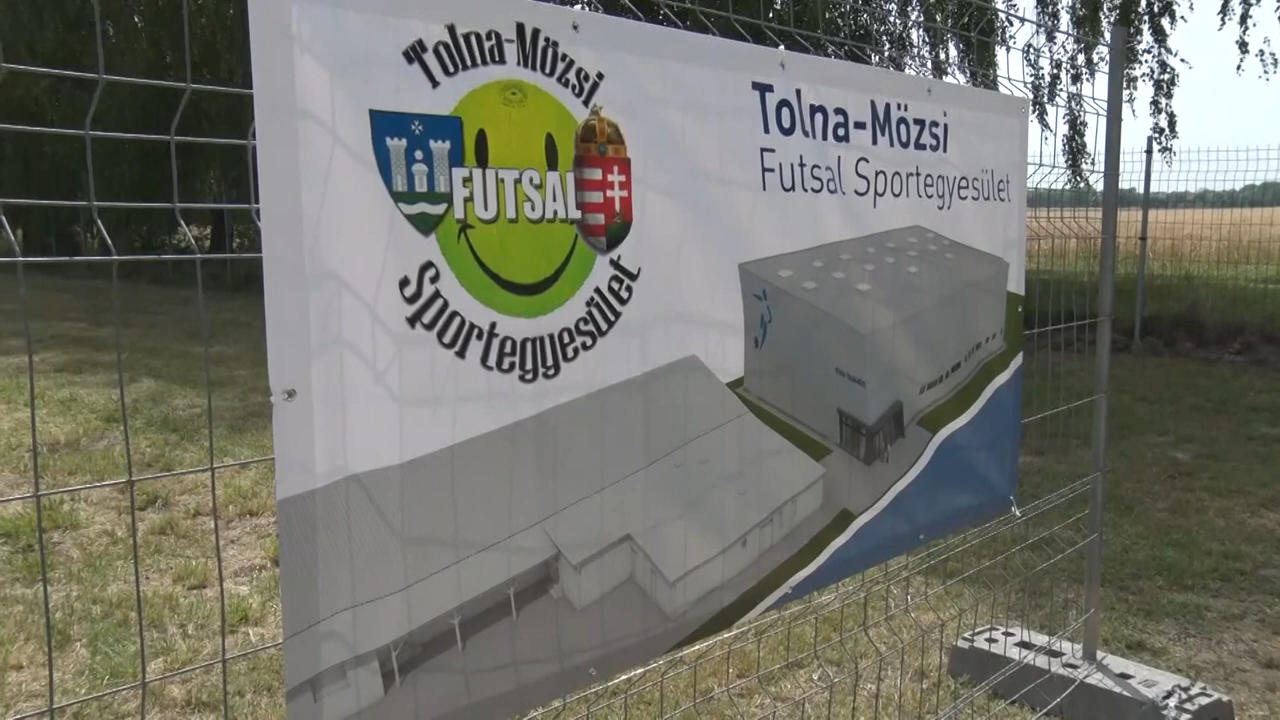 Tolna-Mözsi
FUTSAL
Sportegyesület
Tolna-Mözsi
Futsal Sportegyesület